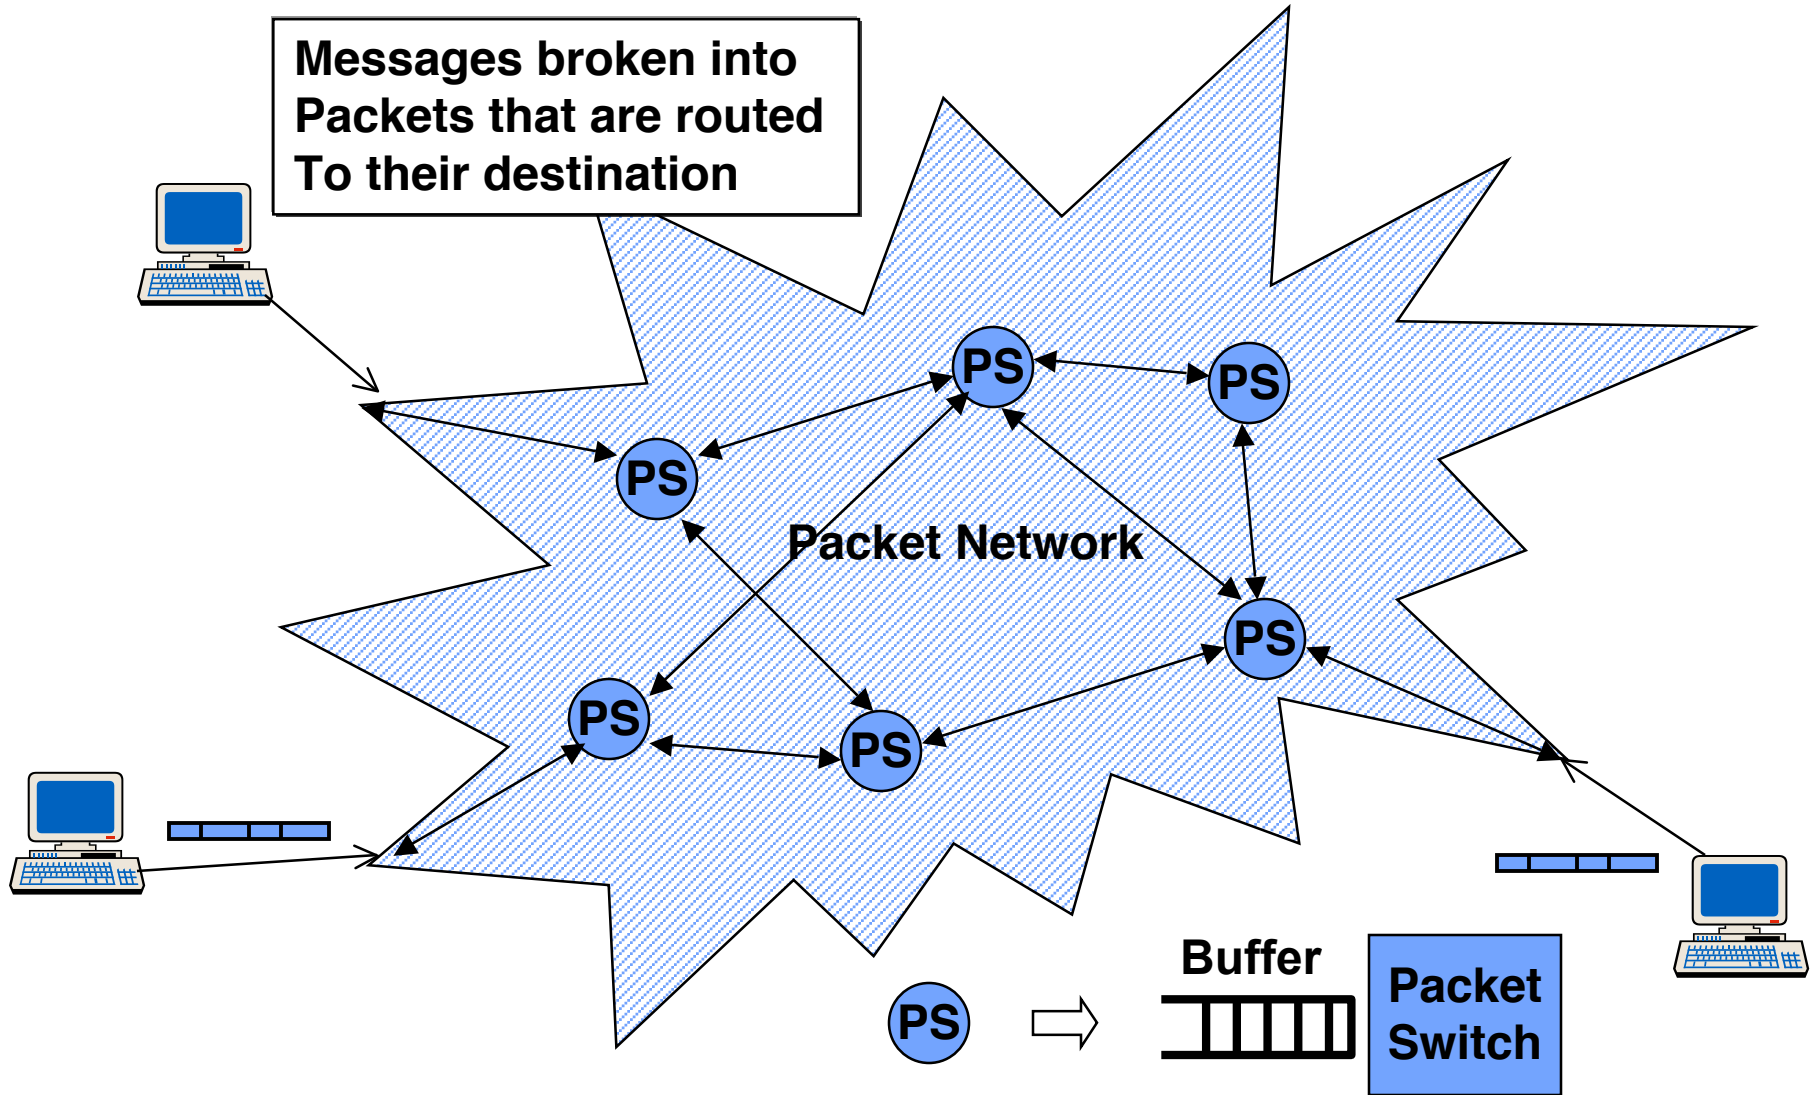 Messages broken into
Packets that are routed
To their destination
PS
PS
PS
Packet Network
PS
PS
PS
Buffer
PS
Packet
Switch